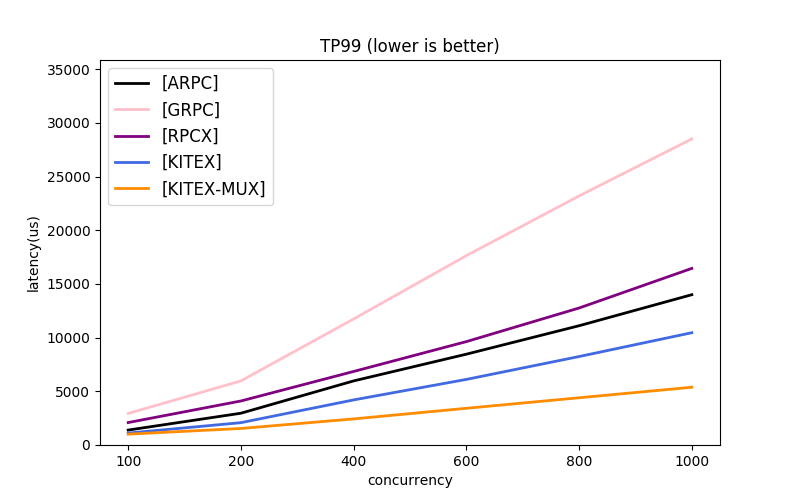 TP99 (lower is better)
35000
30000
25000
20000
15000
10000
5000
0
latency(us)
[ARPC]
[GRPC]
[RPCX]
[KITEX]
[KITEX-MUX]
100 200 400 600 800 1000
concurrency